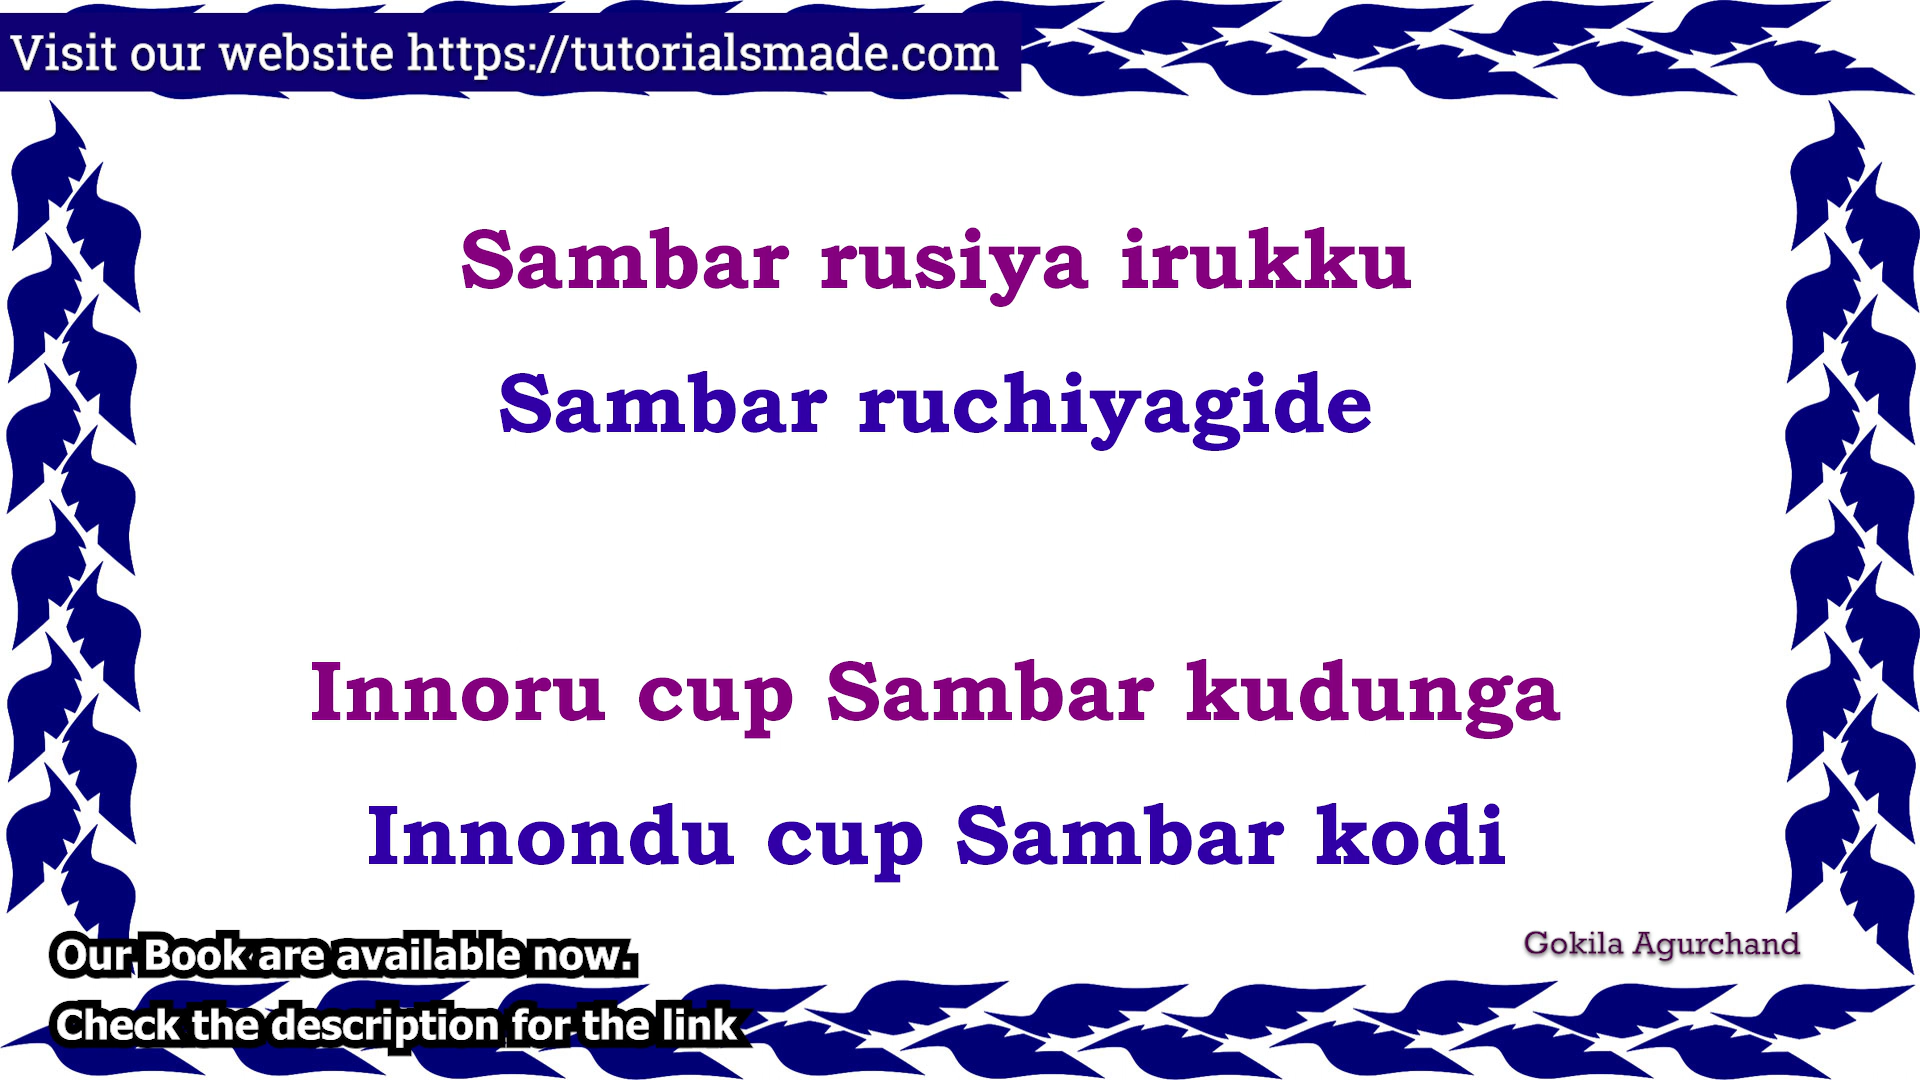 Visit our website https://tutorialsmade.com
Sambar rusiya irukku
Sambar ruchiyagide
Innoru cup Sambar kudunga
Innondu cup Sambar kodi
Gokila Agurchand
Our Book are available now.
Check the description for the link